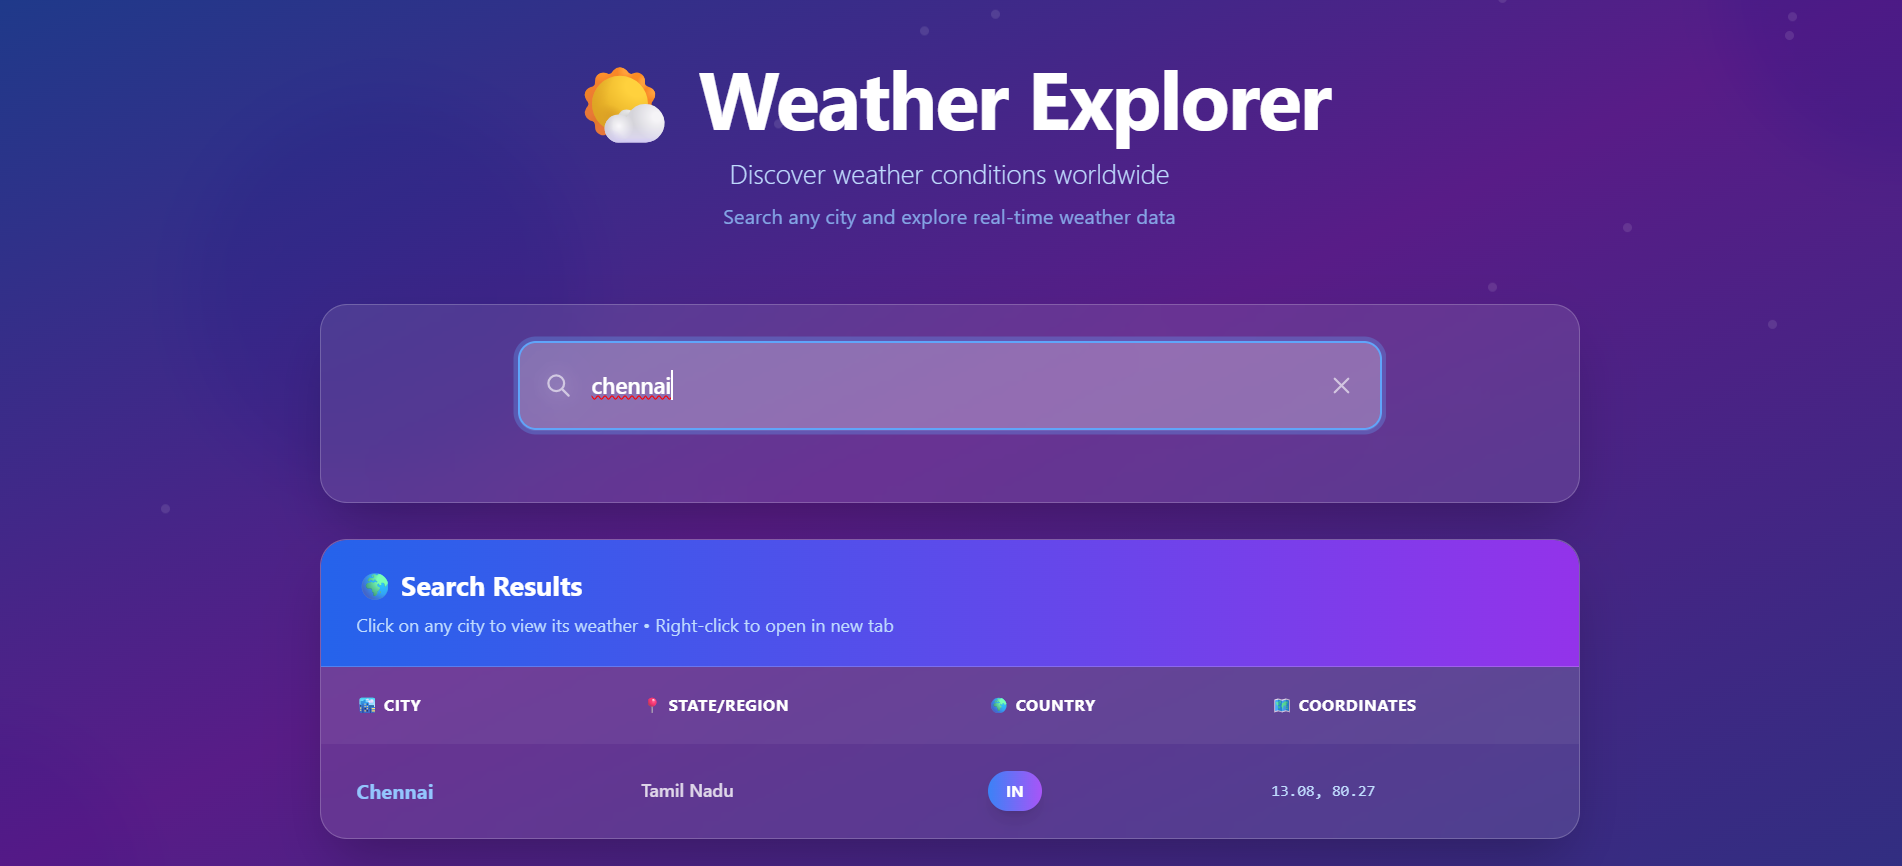 Weather Explorer
Discover weather conditions worldwide
Search any city and explore real-time weather data
chennai
Search Results
Click on any city to view its weather • Right-click to open in new tab
CITY STATE/REGION COUNTRY COORDINATES
Chennai Tamil Nadu IN 13.08, 80.27